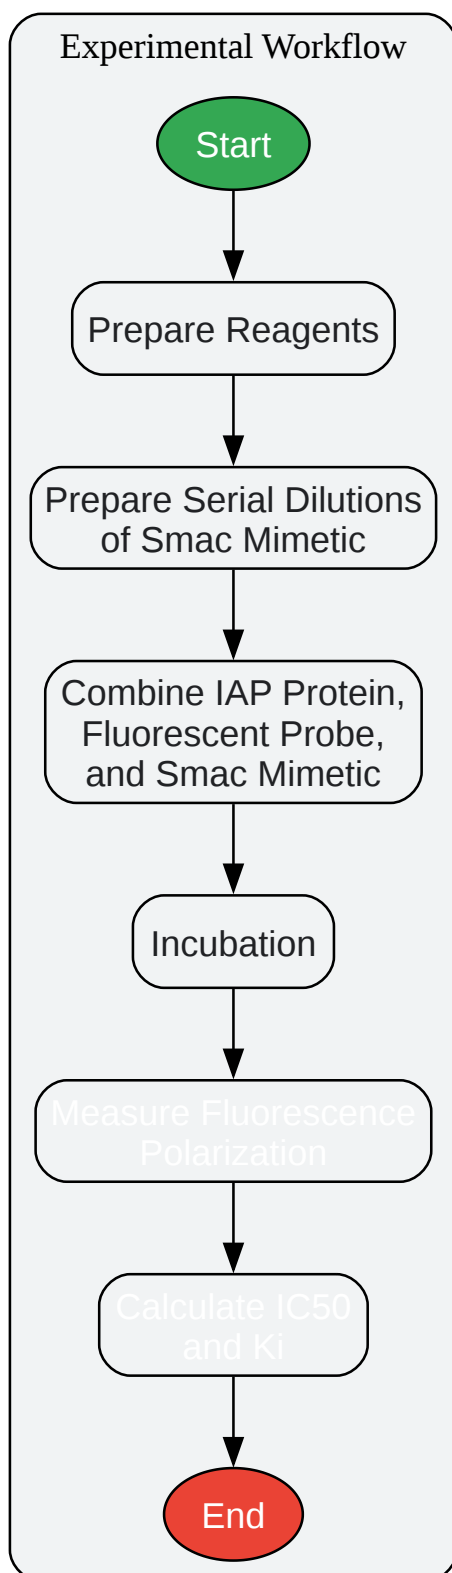 Experimental Workflow
Start
Prepare Reagents
Prepare Serial Dilutions
of Smac Mimetic
Combine IAP Protein,
Fluorescent Probe,
and Smac Mimetic
Incubation
Measure Fluorescence
Polarization
Calculate IC50
and Ki
End